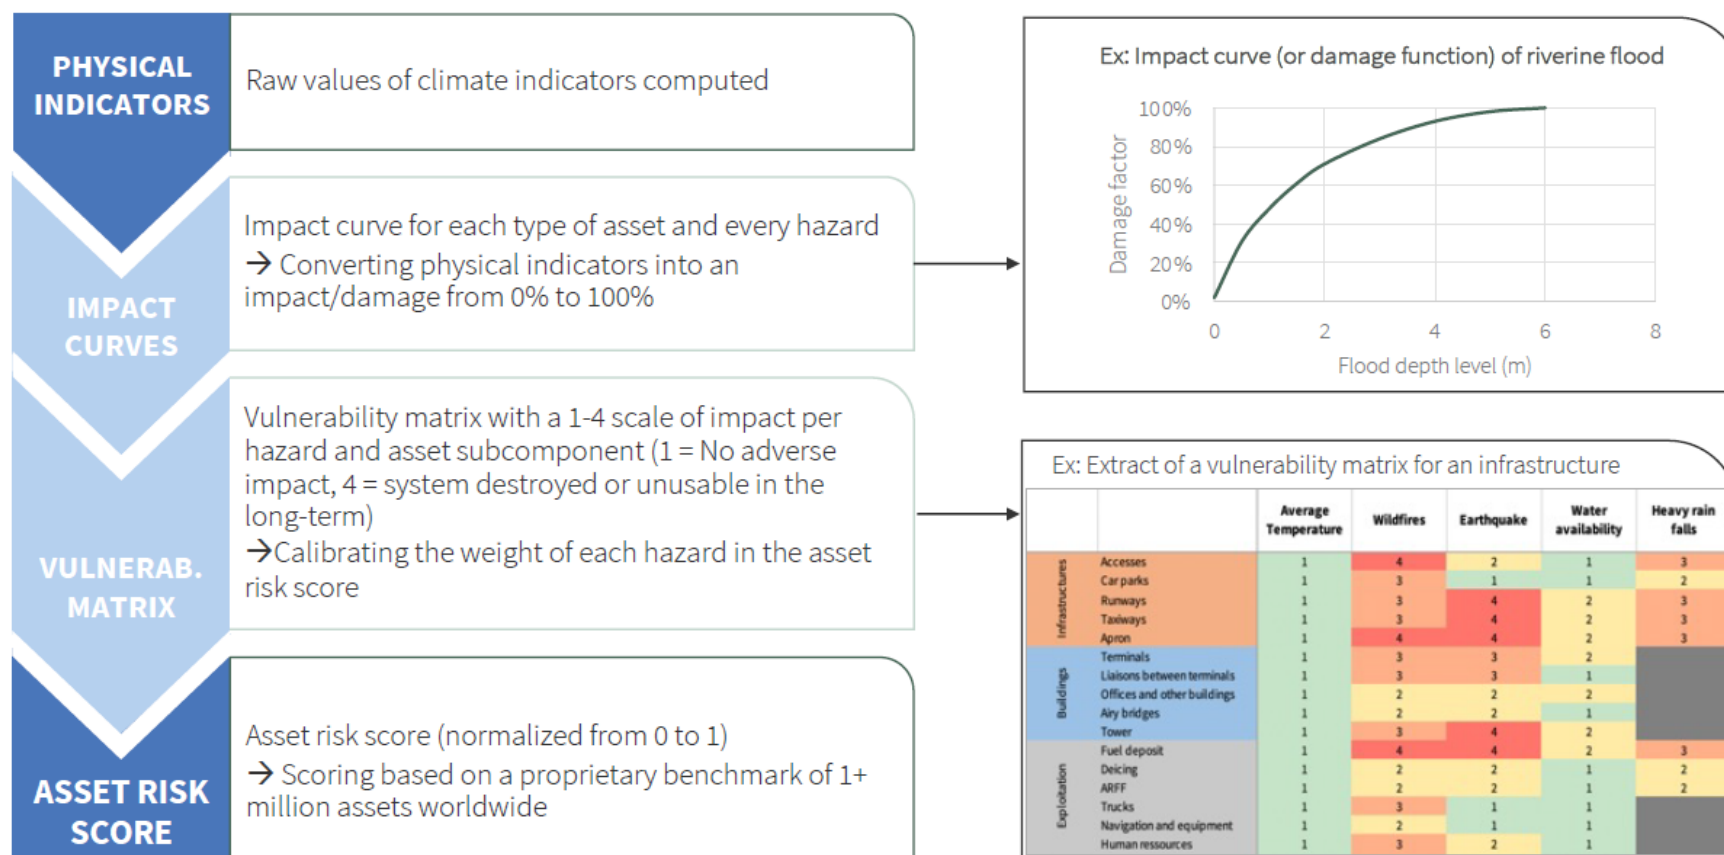 PHYSICAL
INDICATORS
Raw values of climate indicators computed
IMPACT
CURVES
Impact curve for each type of asset and every hazard
→ Converting physical indicators into an
impact/damage from 0% to 100%
VULNERAB.
MATRIX
Vulnerability matrix with a 1-4 scale of impact per
hazard and asset subcomponent (1 = No adverse
impact, 4 = system destroyed or unusable in the
long-term)
→Calibrating the weight of each hazard in the asset
risk score
ASSET RISK
SCORE
Asset risk score (normalized from 0 to 1)
→ Scoring based on a proprietary benchmark of 1+
million assets worldwide
Ex: Impact curve (or damage function) of riverine flood
Damage factor
100%
80%
60%
40%
20%
0%
0 2 4 6 8
Flood depth level (m)
Ex: Extract of a vulnerability matrix for an infrastructure
Average Temperature Wildfires Earthquake Water availability Heavy rain falls
Infrastructures
Accesses 1 4 2 1 3
Car parks 1 3 1 1 2
Runways 1 3 4 2 3
Taxiways 1 3 4 2 3
Apron 1 4 4 2 3
Buildings
Terminals 1 3 3 2
Liaisons between terminals 1 3 3 1
Offices and other buildings 1 2 2 2
Airy bridges 1 2 2 1
Tower 1 3 4 2
Exploitation
Fuel deposit 1 4 4 2 3
Deicing 1 2 2 1 2
ARFF 1 2 2 1 2
Trucks 1 3 1 1
Navigation and equipment 1 2 1 1
Human ressources 1 3 2 1